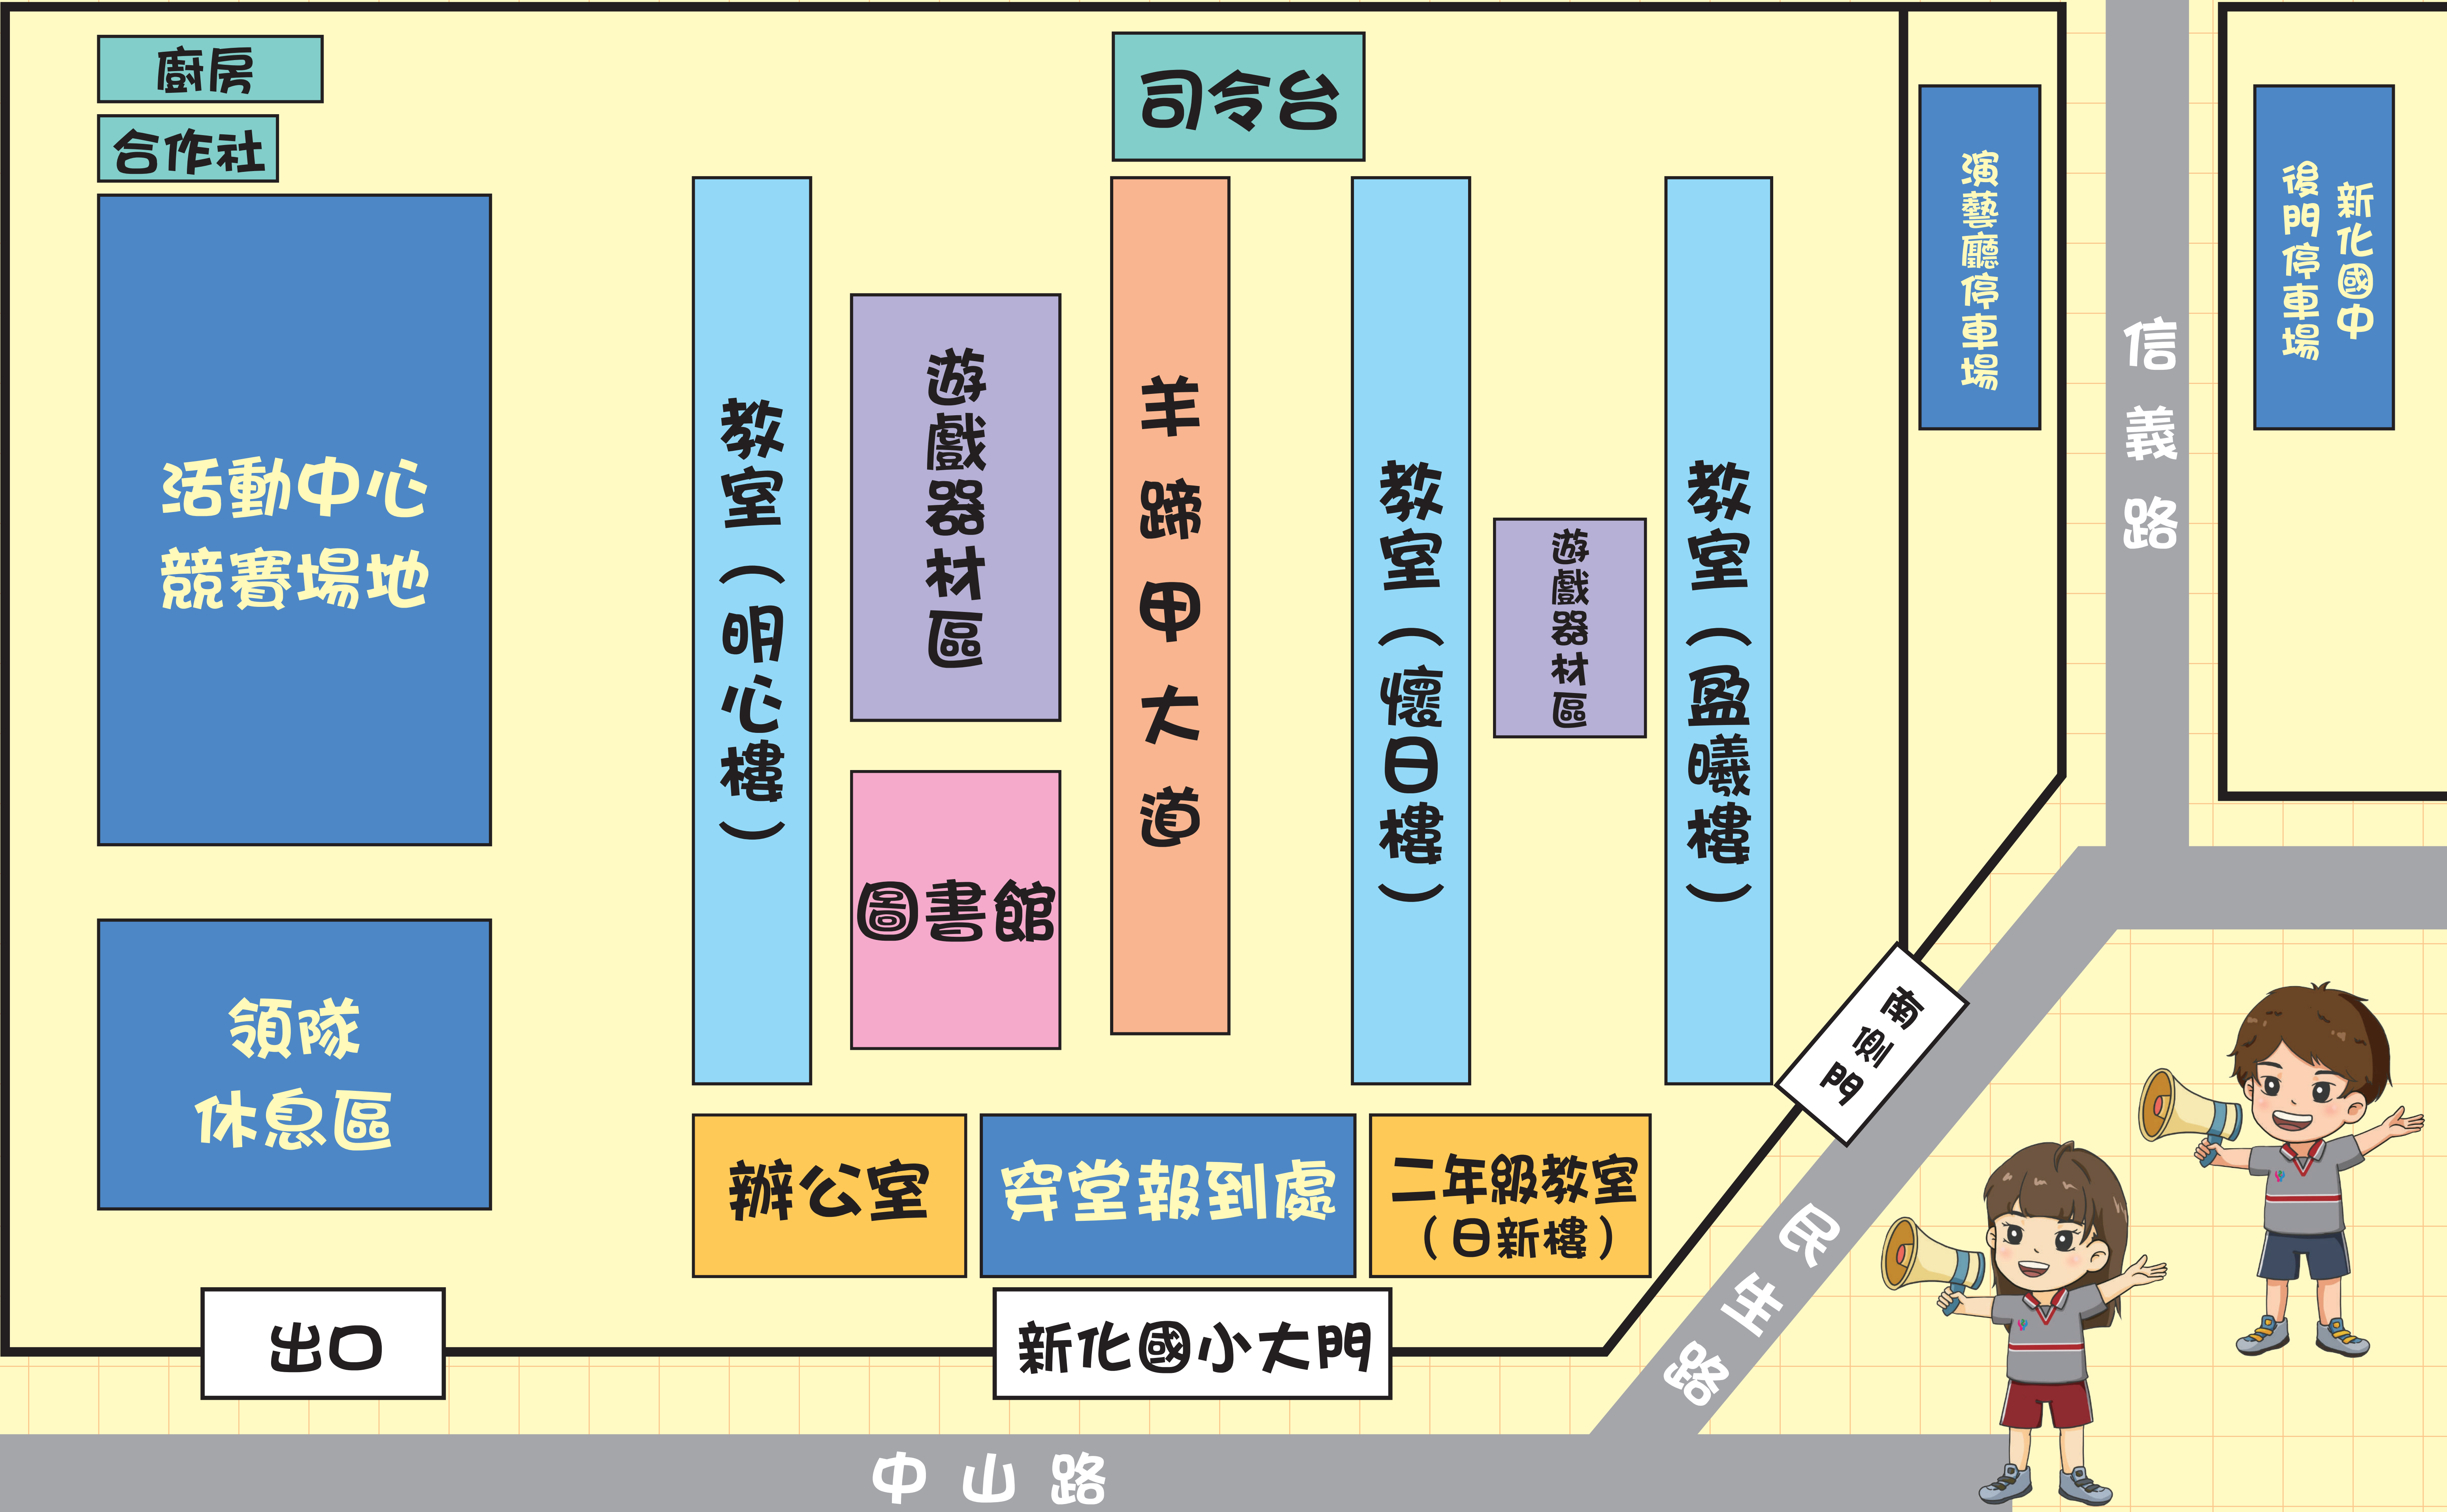 廚房
合作社
司令台
活動中心
競賽場地
領隊
休息區
教室（明心樓）
遊戲器材區
圖書館
羊蹄甲大道
教室（懷日樓）
遊戲器材區
教室（盈曦樓）
演藝廳停車場
信義路
新化國中
後門停車場
南側門
辦公室
穿堂報到處
二年級教室
（日新樓）
民生路
出口
新化國小大門
中山路